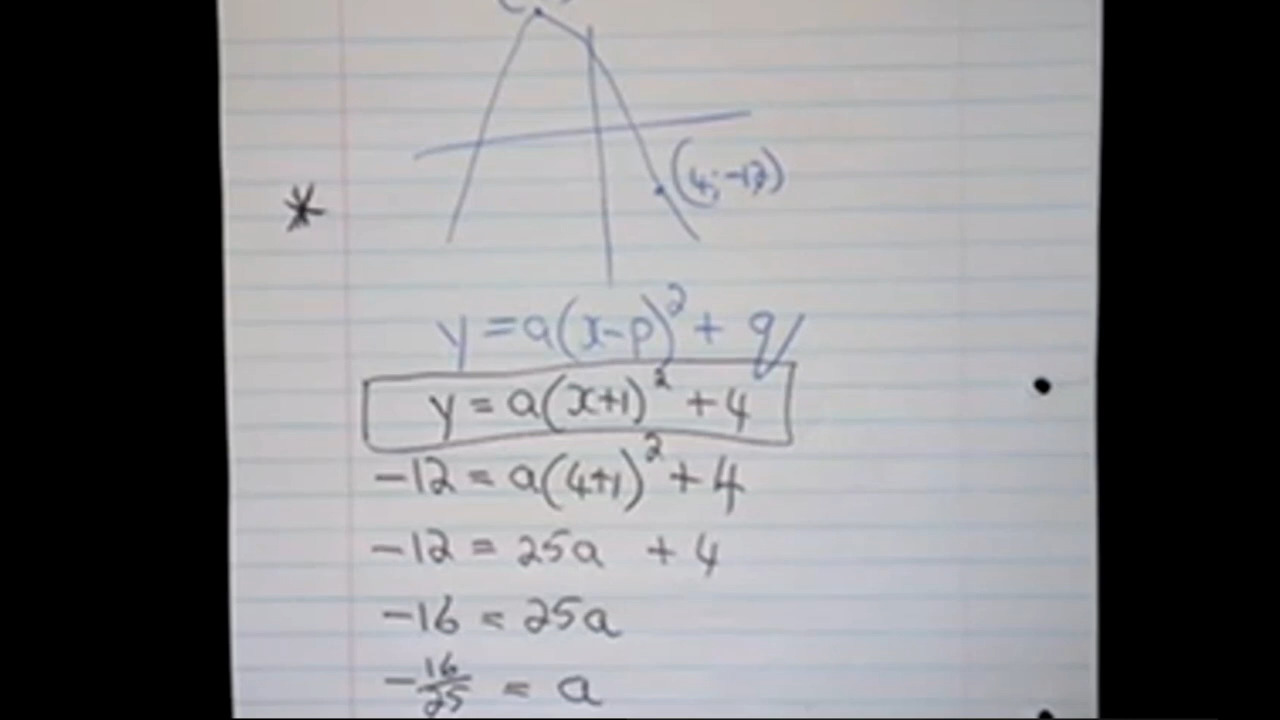 (4; -12)
y = a(x-p)² + q
y = a(x+1)² + 4
-12 = a(4+1)² + 4
-12 = 25a + 4
-16 = 25a
-16/25 = a